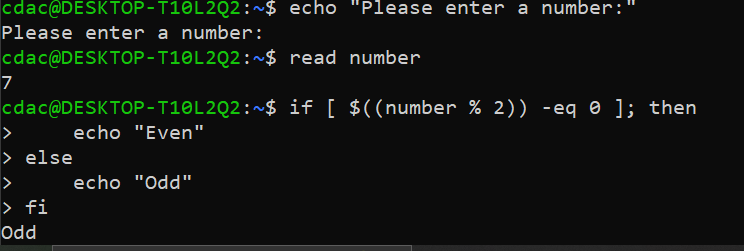 cdac@DESKTOP-T10L2Q2:~$ echo "Please enter a number:"
Please enter a number:
cdac@DESKTOP-T10L2Q2:~$ read number
7
cdac@DESKTOP-T10L2Q2:~$ if [ $((number % 2)) -eq 0 ]; then
>     echo "Even"
> else
>     echo "Odd"
> fi
Odd